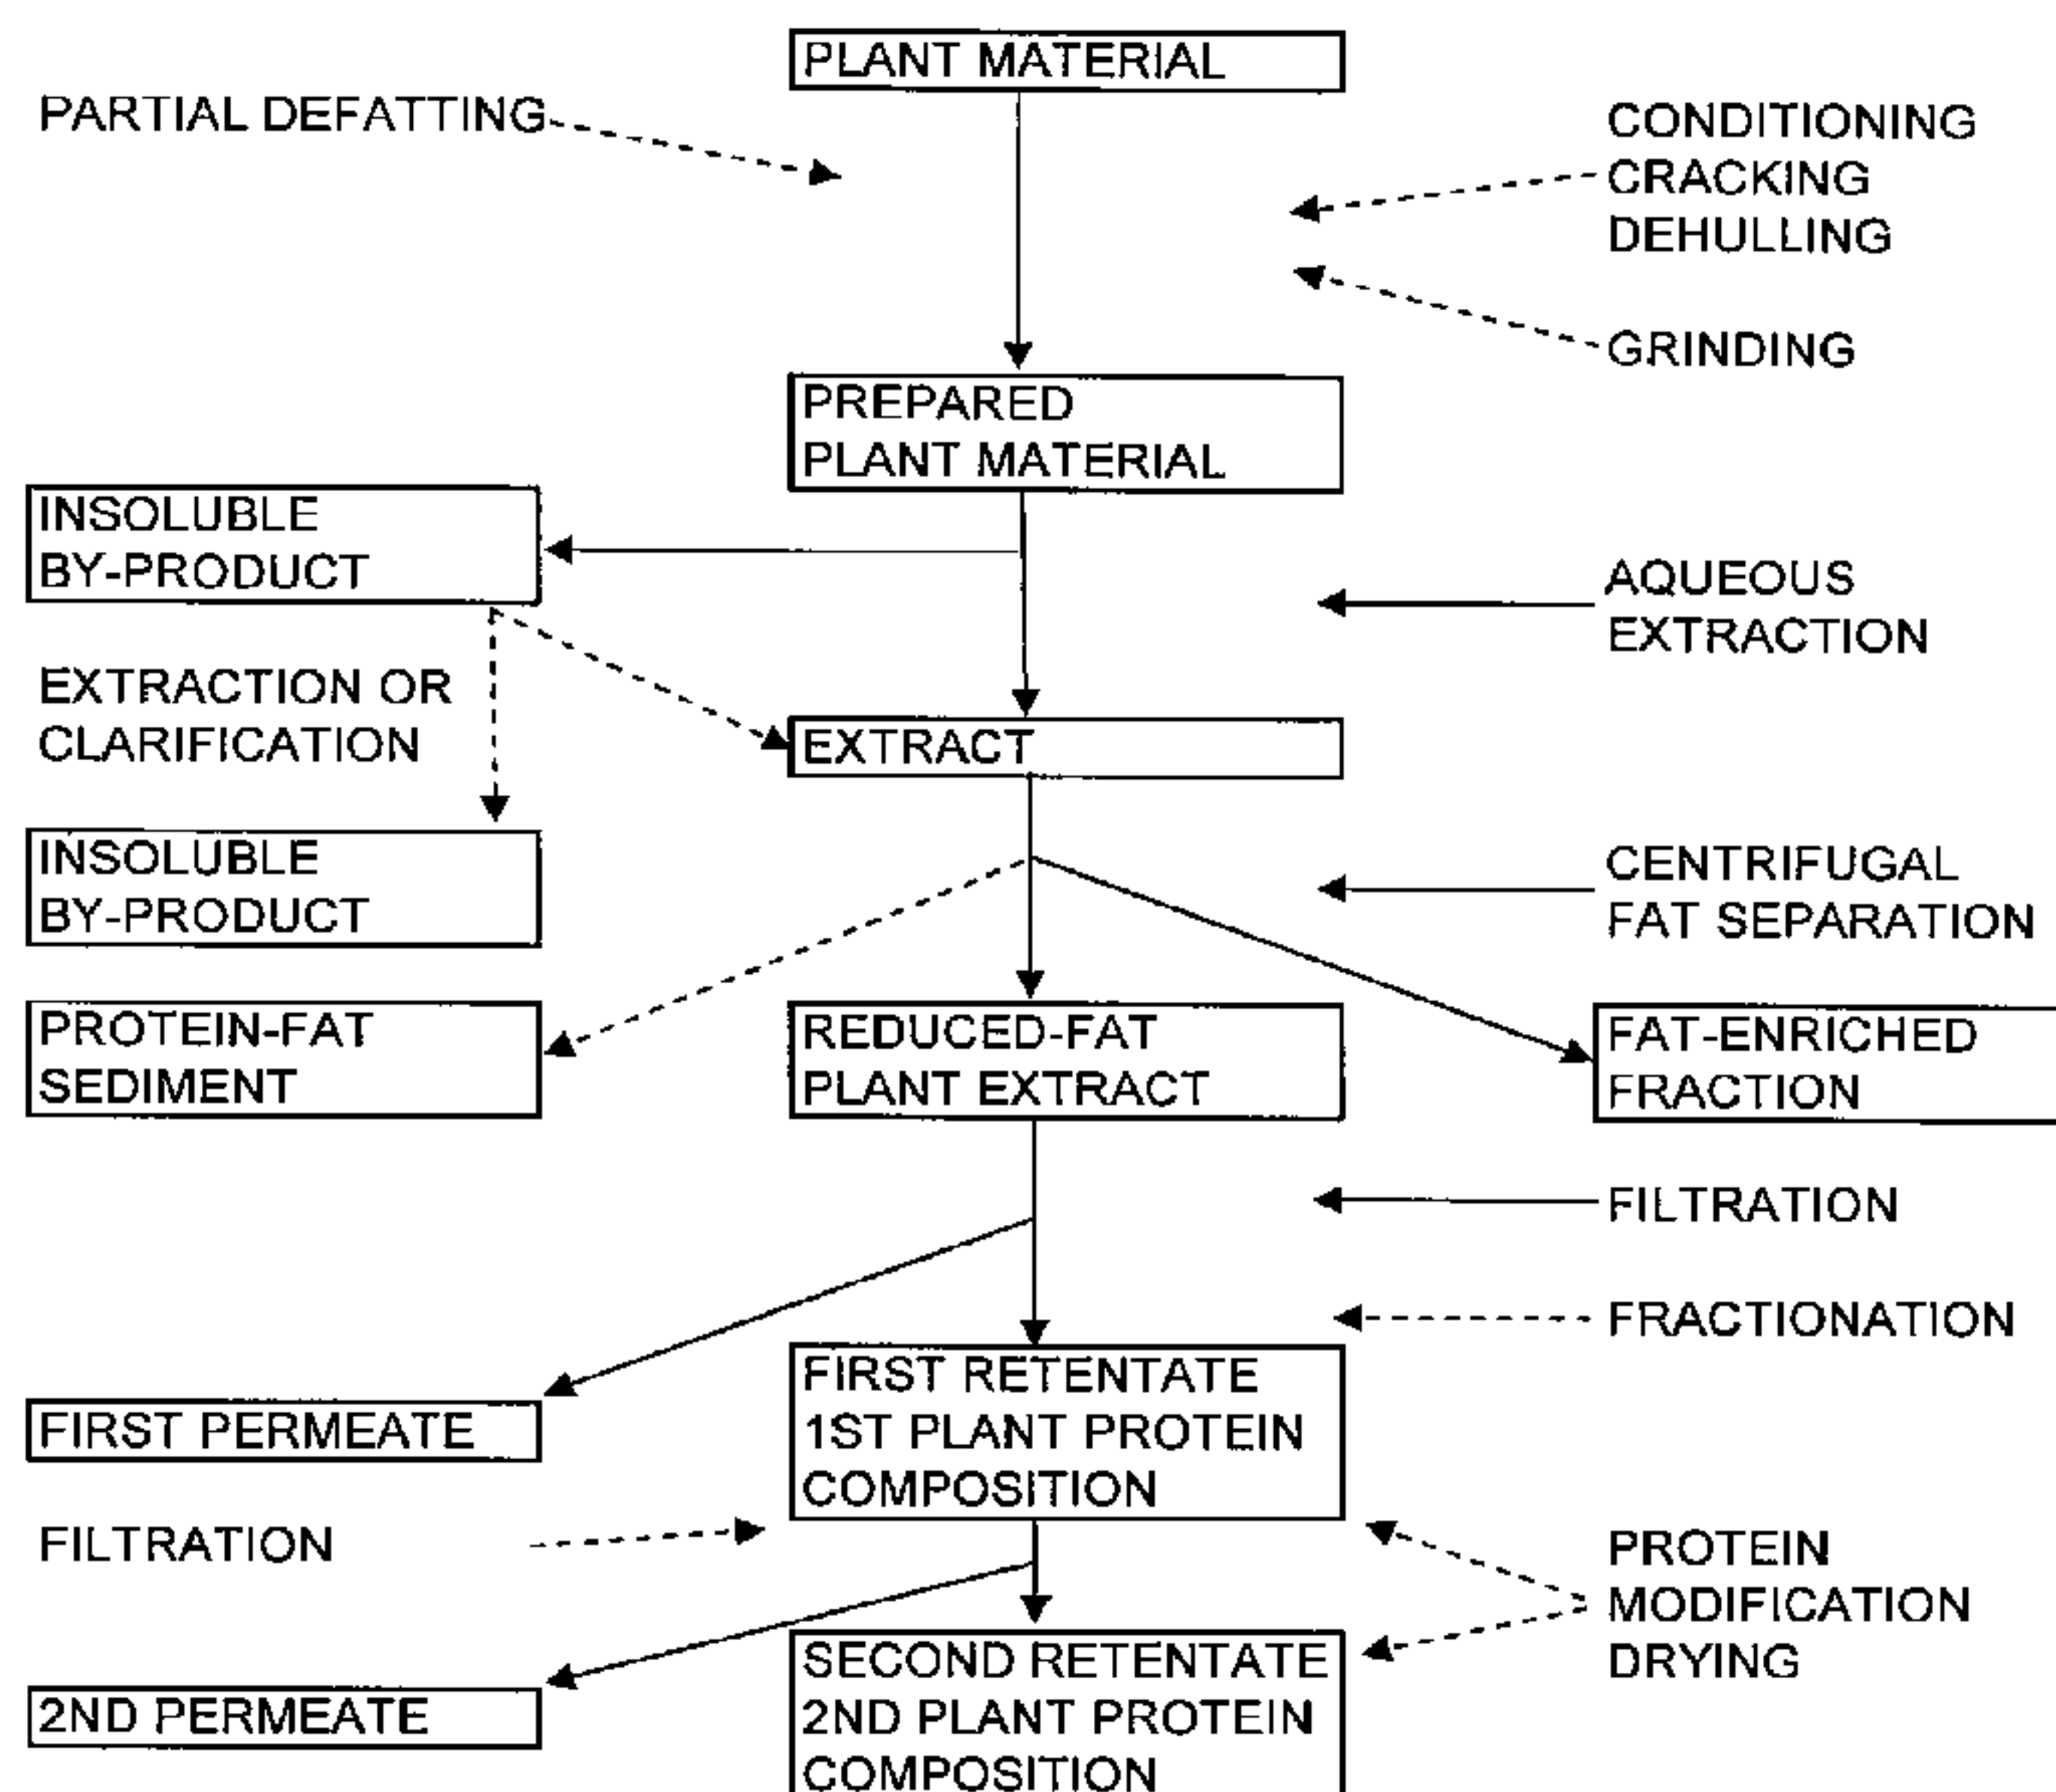 PLANT MATERIAL
PARTIAL DEFATTING
CONDITIONING
CRACKING
DEHULLING
GRINDING
PREPARED
PLANT MATERIAL
INSOLUBLE
BY-PRODUCT
AQUEOUS
EXTRACTION
EXTRACTION OR
CLARIFICATION
EXTRACT
INSOLUBLE
BY-PRODUCT
CENTRIFUGAL
FAT SEPARATION
PROTEIN-FAT
SEDIMENT
REDUCED-FAT
PLANT EXTRACT
FAT-ENRICHED
FRACTION
FILTRATION
FRACTIONATION
FIRST RETENTATE
1ST PLANT PROTEIN
COMPOSITION
FIRST PERMEATE
FILTRATION
PROTEIN
MODIFICATION
DRYING
SECOND RETENTATE
2ND PLANT PROTEIN
COMPOSITION
2ND PERMEATE